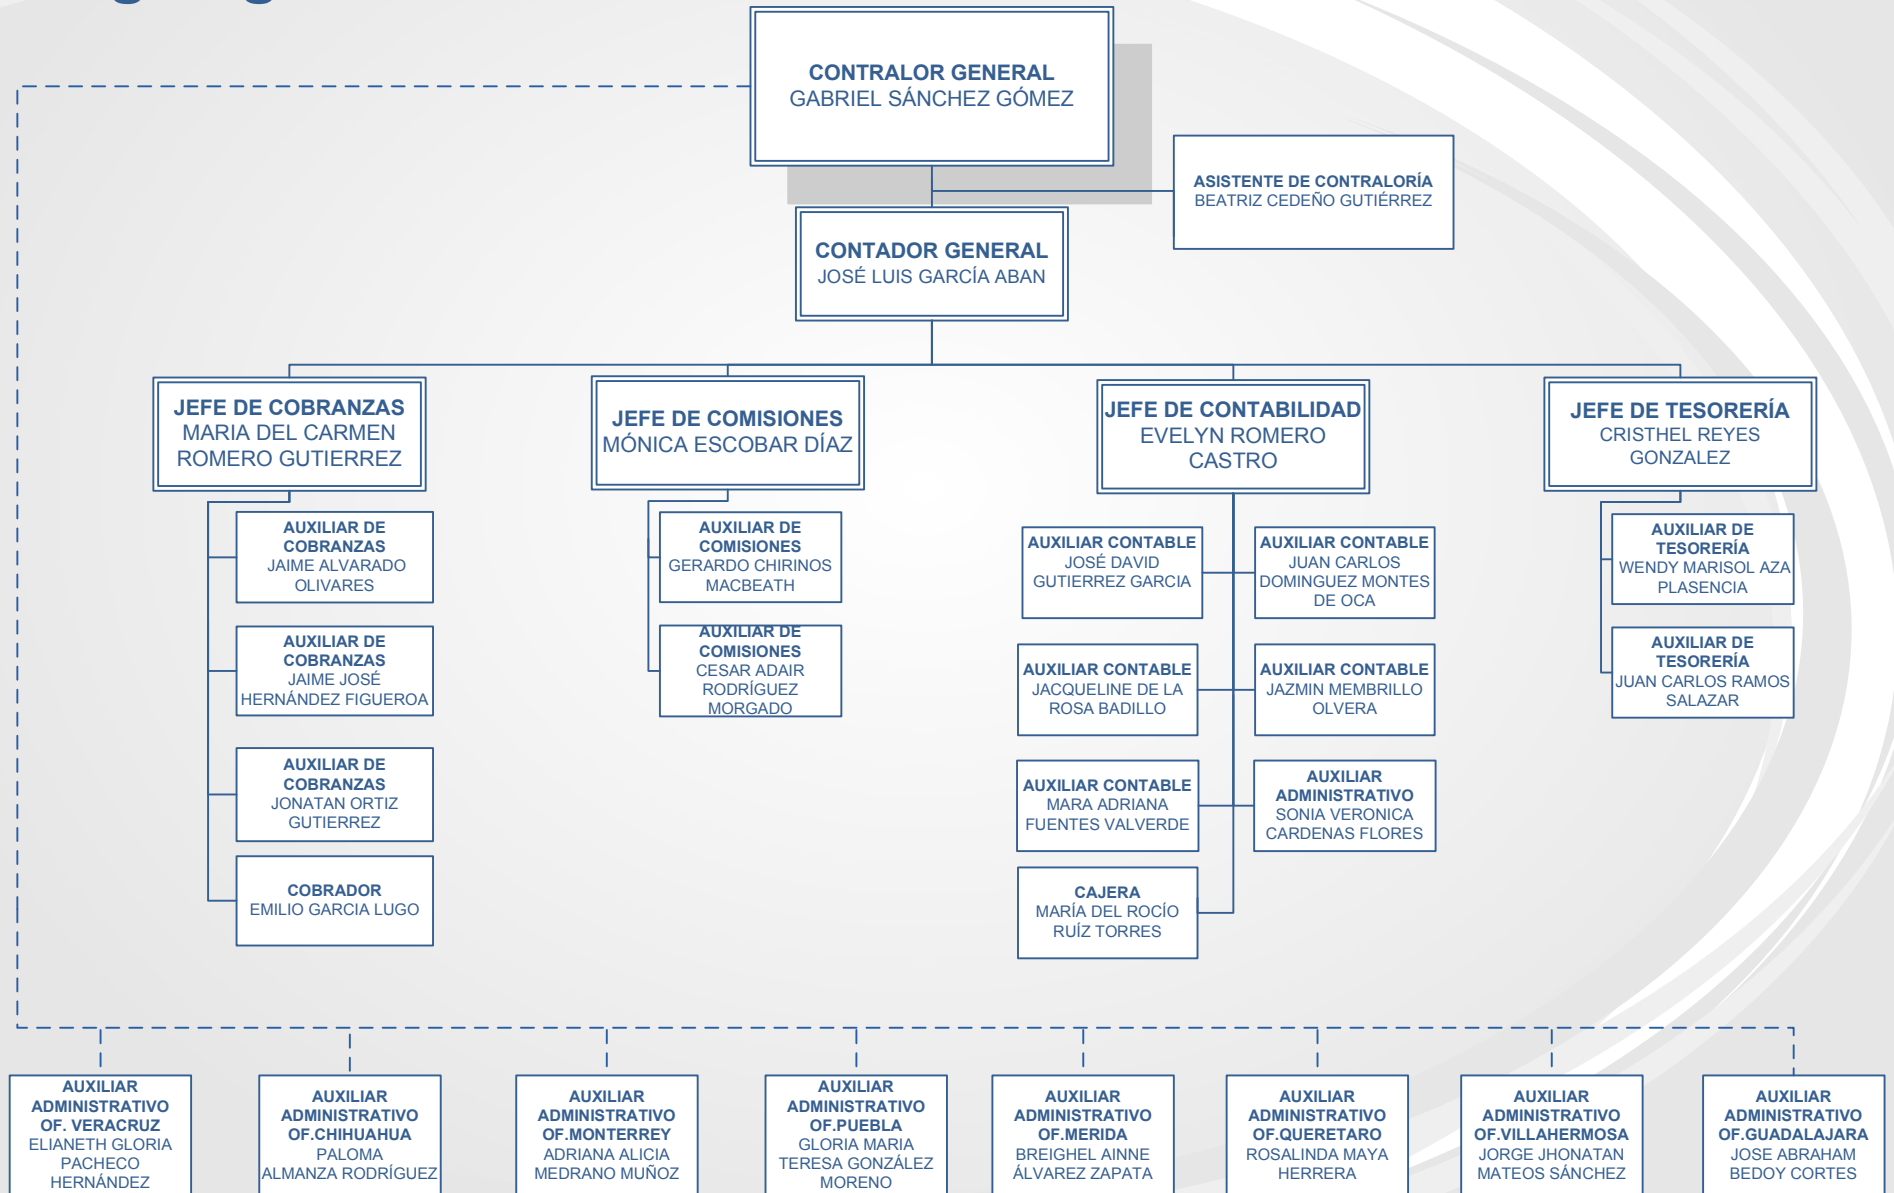 CONTRALOR GENERAL
GABRIEL SÁNCHEZ GÓMEZ
ASISTENTE DE CONTRALORÍA
BEATRIZ CEDEÑO GUTIÉRREZ
CONTADOR GENERAL
JOSÉ LUIS GARCÍA ABAN
JEFE DE COBRANZAS
MARIA DEL CARMEN
ROMERO GUTIERREZ
JEFE DE COMISIONES
MÓNICA ESCOBAR DÍAZ
JEFE DE CONTABILIDAD
EVELYN ROMERO
CASTRO
JEFE DE TESORERÍA
CRISTHEL REYES
GONZALEZ
AUXILIAR DE
COBRANZAS
JAIME ALVARADO
OLIVARES
AUXILIAR DE
COBRANZAS
JAIME JOSÉ
HERNÁNDEZ FIGUEROA
AUXILIAR DE
COBRANZAS
JONATAN ORTIZ
GUTIERREZ
COBRADOR
EMILIO GARCIA LUGO
AUXILIAR DE
COMISIONES
GERARDO CHIRINOS
MACBEATH
AUXILIAR DE
COMISIONES
CESAR ADAIR
RODRÍGUEZ
MORGADO
AUXILIAR CONTABLE
JOSÉ DAVID
GUTIERREZ GARCIA
AUXILIAR CONTABLE
JUAN CARLOS
DOMINGUEZ MONTES
DE OCA
AUXILIAR CONTABLE
JACQUELINE DE LA
ROSA BADILLO
AUXILIAR CONTABLE
JAZMIN MEMBRILLO
OLVERA
AUXILIAR CONTABLE
MARA ADRIANA
FUENTES VALVERDE
AUXILIAR
ADMINISTRATIVO
SONIA VERONICA
CARDENAS FLORES
CAJERA
MARÍA DEL ROCÍO
RUÍZ TORRES
AUXILIAR DE
TESORERÍA
WENDY MARISOL AZA
PLASENCIA
AUXILIAR DE
TESORERÍA
JUAN CARLOS RAMOS
SALAZAR
AUXILIAR
ADMINISTRATIVO
OF. VERACRUZ
ELIANETH GLORIA
PACHECO
HERNÁNDEZ
AUXILIAR
ADMINISTRATIVO
OF.CHIHUAHUA
PALOMA
ALMANZA RODRÍGUEZ
AUXILIAR
ADMINISTRATIVO
OF.MONTERREY
ADRIANA ALICIA
MEDRANO MUÑOZ
AUXILIAR
ADMINISTRATIVO
OF.PUEBLA
GLORIA MARIA
TERESA GONZÁLEZ
MORENO
AUXILIAR
ADMINISTRATIVO
OF.MERIDA
BREIGHEL AINNE
ÁLVAREZ ZAPATA
AUXILIAR
ADMINISTRATIVO
OF.QUERETARO
ROSALINDA MAYA
HERRERA
AUXILIAR
ADMINISTRATIVO
OF.VILLAHERMOSA
JORGE JHONATAN
MATEOS SÁNCHEZ
AUXILIAR
ADMINISTRATIVO
OF.GUADALAJARA
JOSE ABRAHAM
BEDOY CORTES